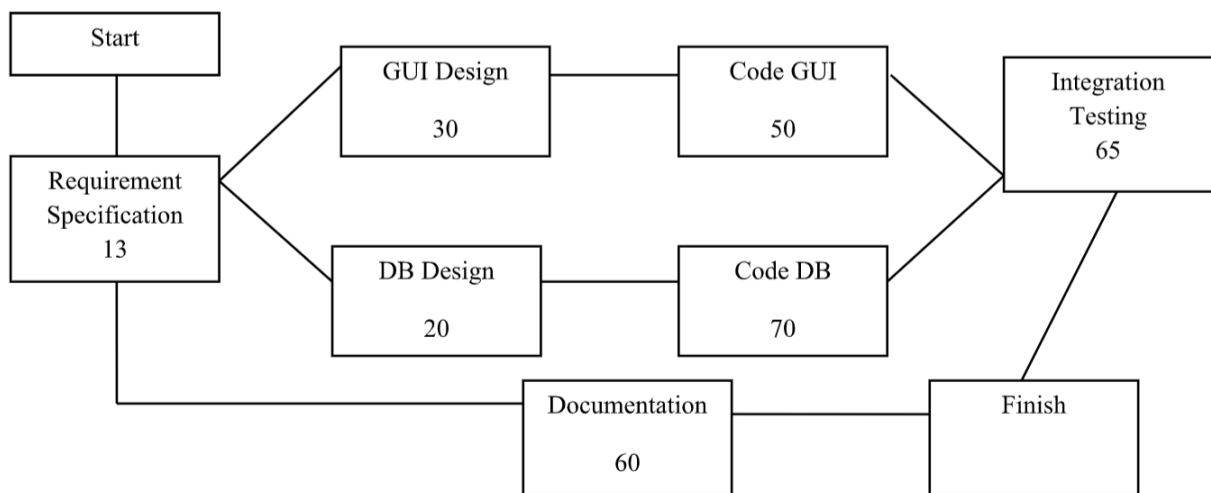 Start
Requirement
Specification
13
GUI Design
30
Code GUI
50
Integration
Testing
65
DB Design
20
Code DB
70
Documentation
60
Finish